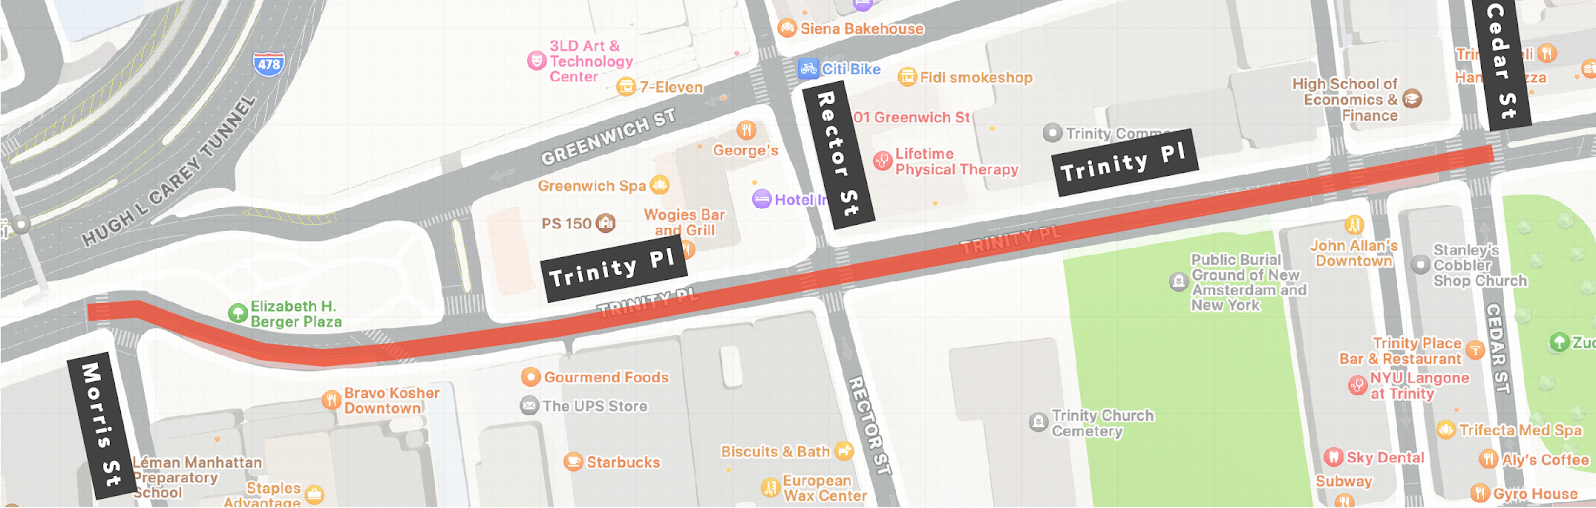 478
HUGH L CAREY TUNNEL
3LD Art &
Technology
Center
7-Eleven
Siena Bakehouse
Citi Bike
Fidi smokeshop
GREENWICH ST
George's
Greenwich Spa
PS 150
Wogies Bar
and Grill
Hotel In
Rector St
01 Greenwich St
Lifetime
Physical Therapy
Trinity Comm
High School of
Economics &
Finance
Cedar St
Trinity Pl
Trinity Pl
TRINITY PL
TRINITY PL
Elizabeth H.
Berger Plaza
Public Burial
Ground of New
Amsterdam and
New York
John Allan's
Downtown
Stanley's
Cobbler
Shop Church
Morris St
Bravo Kosher
Downtown
Gourmend Foods
The UPS Store
RECTOR ST
Trinity Church
Cemetery
Trinity Place
Bar & Restaurant
NYU Langone
at Trinity
CEDAR ST
Zuc
Léman Manhattan
Preparatory
School
Staples
Advantage
Starbucks
Biscuits & Bath
European
Wax Center
Trifecta Med Spa
Sky Dental
Aly's Coffee
Subway
Gyro House